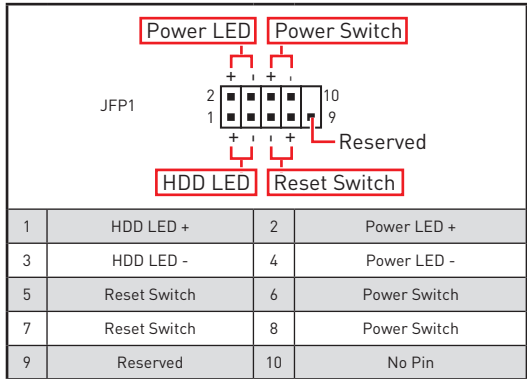 Power LED Power Switch
+ - + -
2 10
JFP1
1 9
+ - - +
Reserved
HDD LED Reset Switch
1 HDD LED + 2 Power LED +
3 HDD LED - 4 Power LED -
5 Reset Switch 6 Power Switch
7 Reset Switch 8 Power Switch
9 Reserved 10 No Pin